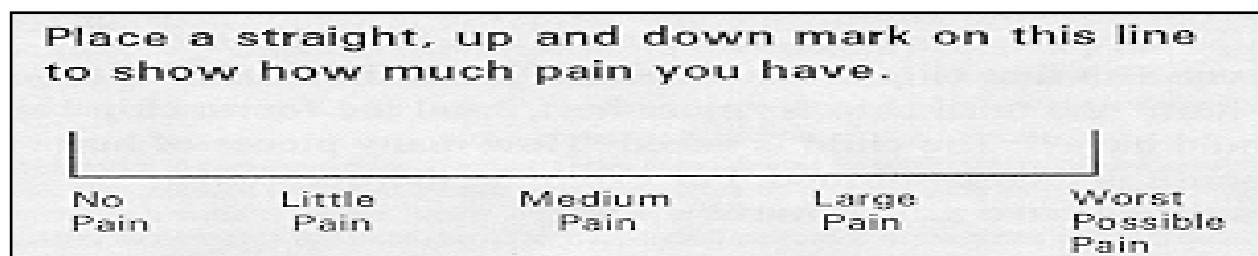 Place a straight, up and down mark on this line
to show how much pain you have.
No Pain
Little Pain
Medium Pain
Large Pain
Worst Possible Pain